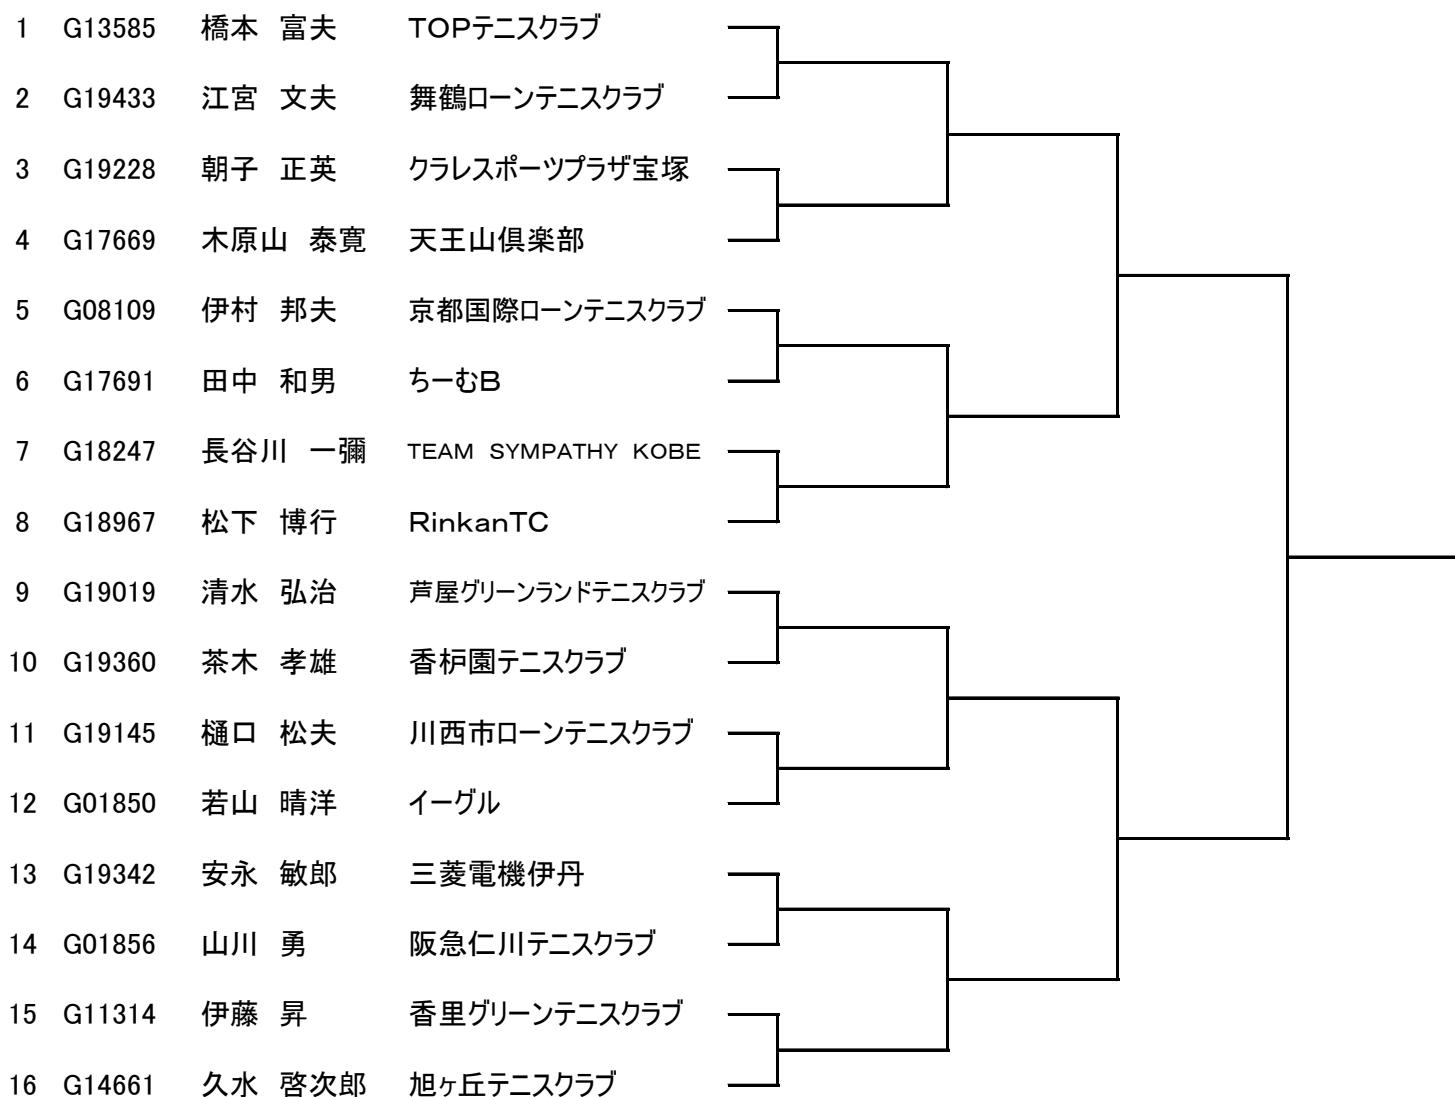 1 G13585 橋本 富夫 TOPテニスクラブ
2 G19433 江宮 文夫 舞鶴ローンテニスクラブ
3 G19228 朝子 正英 クラレスポーツプラザ宝塚
4 G17669 木原山 泰寛 天王山倶楽部
5 G08109 伊村 邦夫 京都国際ローンテニスクラブ
6 G17691 田中 和男 ちーむB
7 G18247 長谷川 一彌 TEAM SYMPATHY KOBE
8 G18967 松下 博行 RinkanTC
9 G19019 清水 弘治 芦屋グリーンランドテニスクラブ
10 G19360 茶木 孝雄 香枦園テニスクラブ
11 G19145 樋口 松夫 川西市ローンテニスクラブ
12 G01850 若山 晴洋 イーグル
13 G19342 安永 敏郎 三菱電機伊丹
14 G01856 山川 勇 阪急仁川テニスクラブ
15 G11314 伊藤 昇 香里グリーンテニスクラブ
16 G14661 久水 啓次郎 旭ヶ丘テニスクラブ